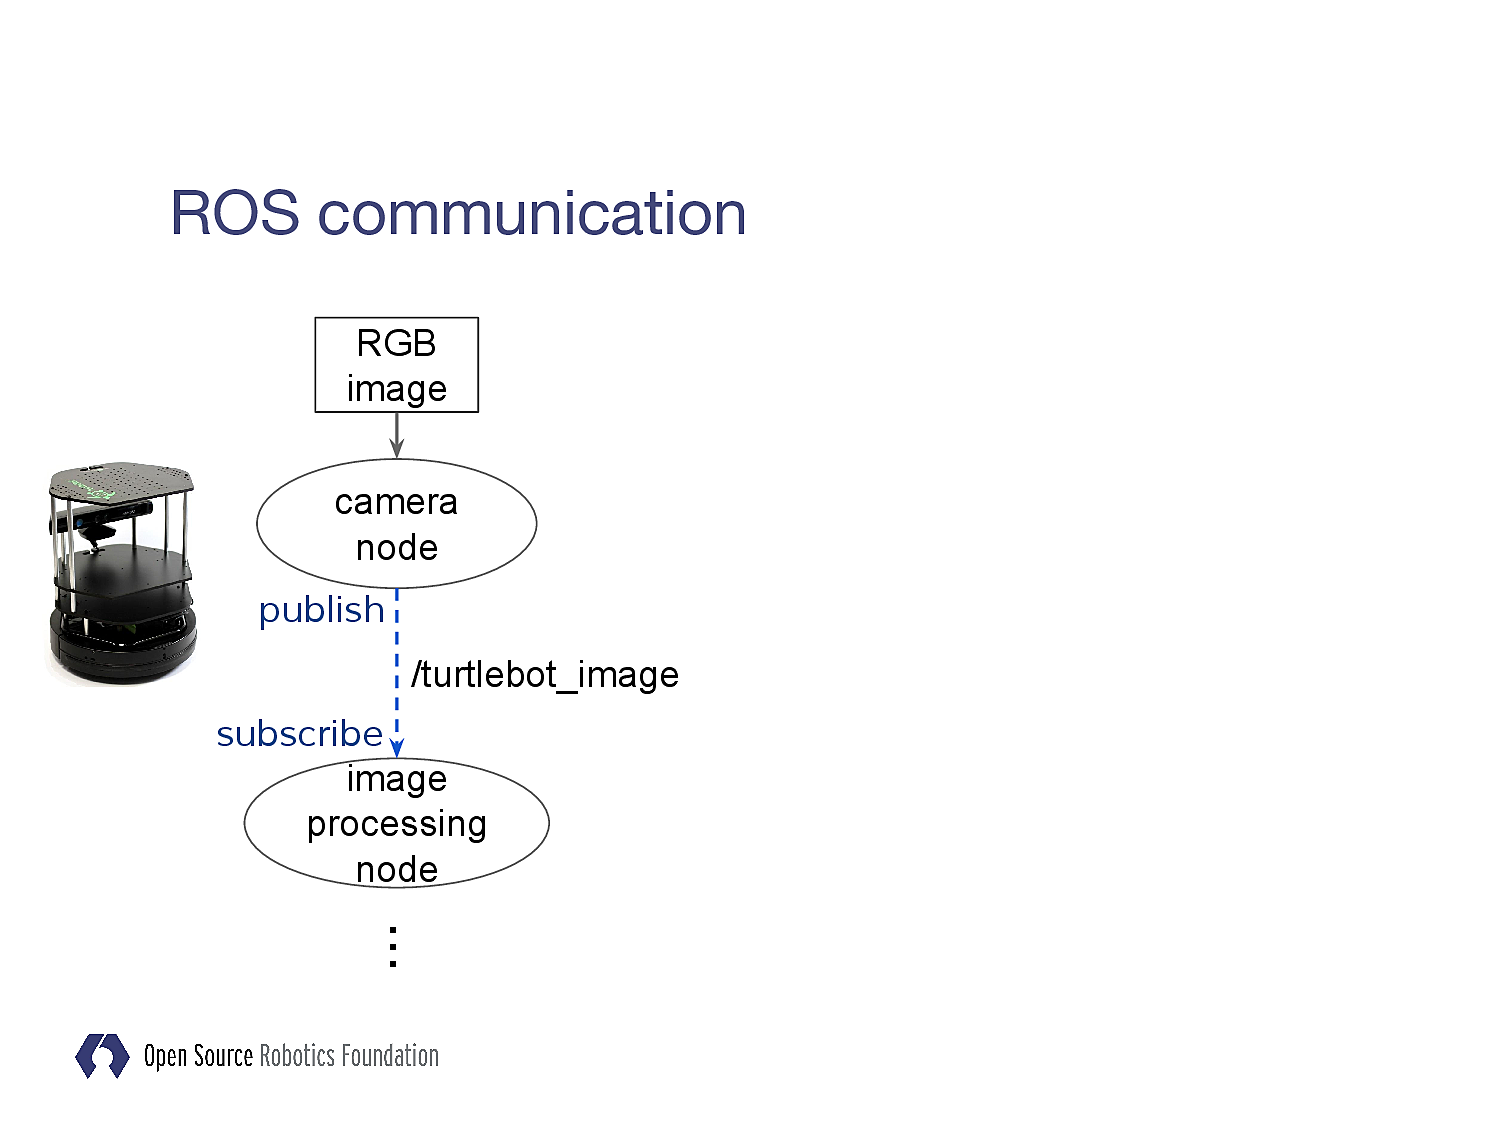 ROS communication
RGB
image
camera
node
publish
/turtlebot_image
subscribe
image
processing
node
Open Source Robotics Foundation